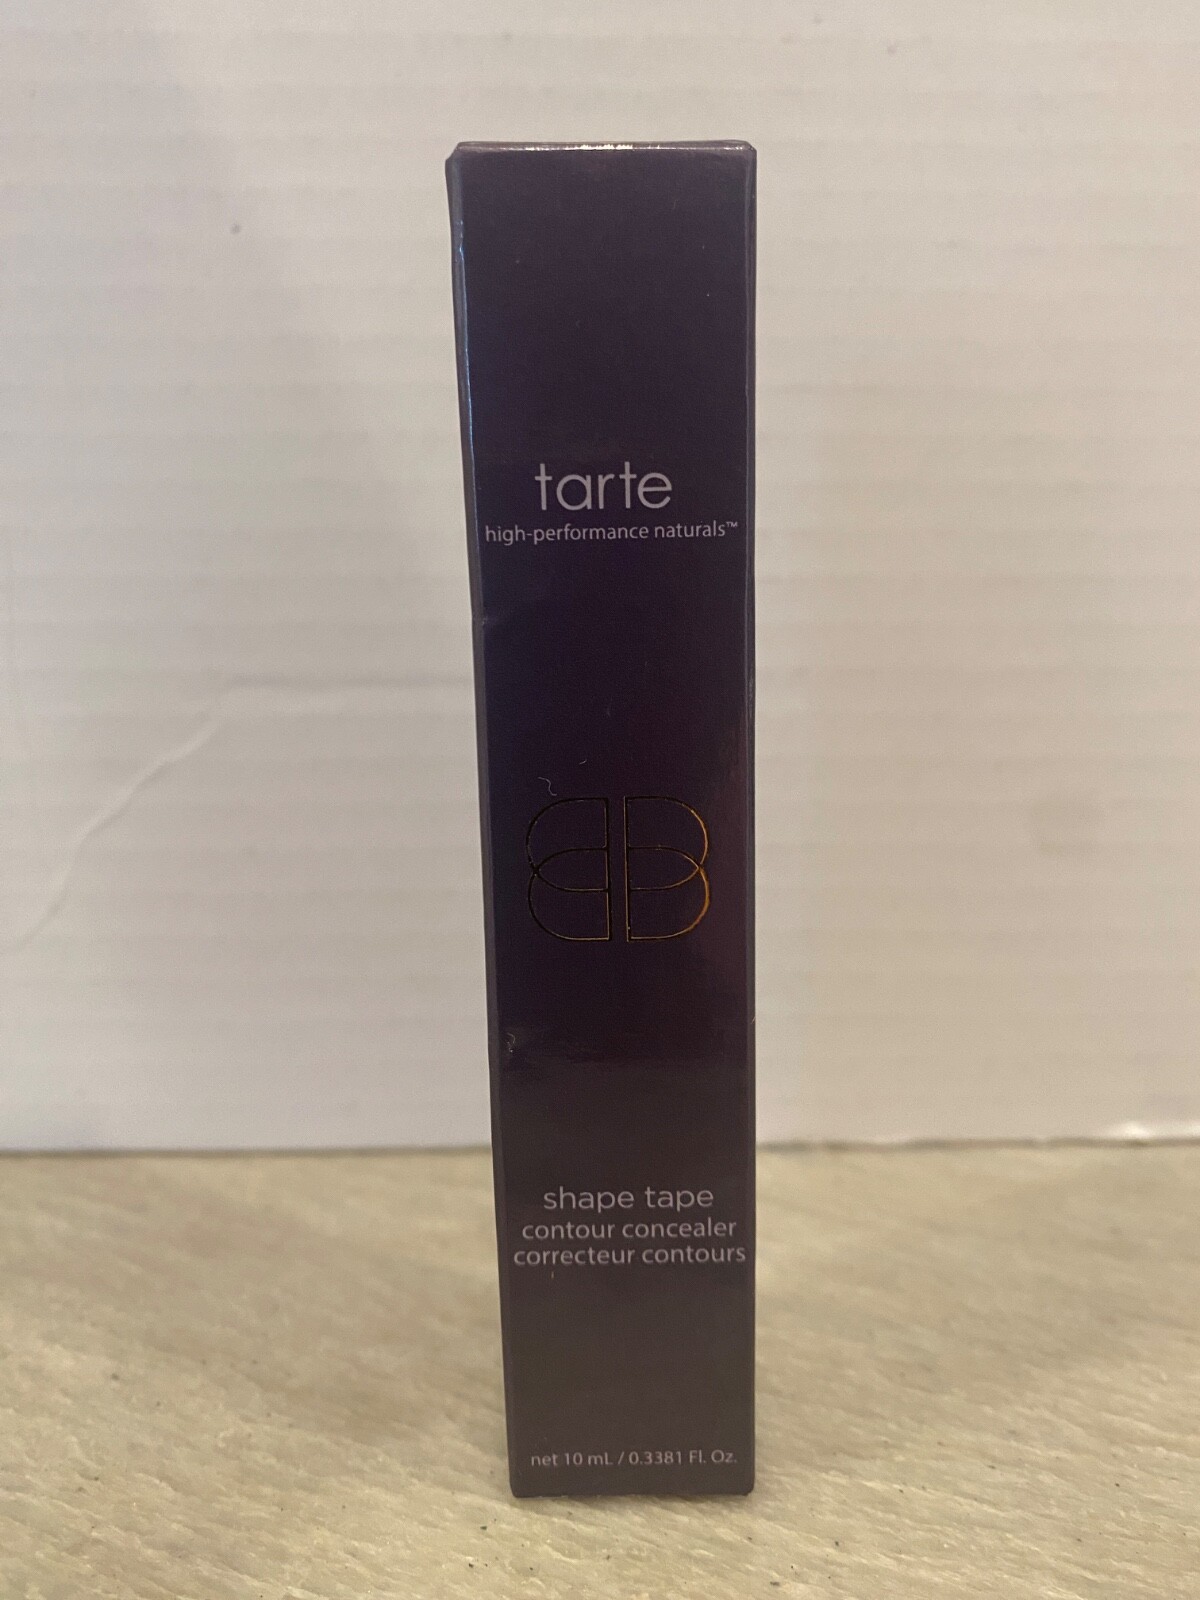 tarte
high-performance naturals™
shape tape
contour concealer
correcteur contours
net 10 mL / 0.3381 Fl. Oz.